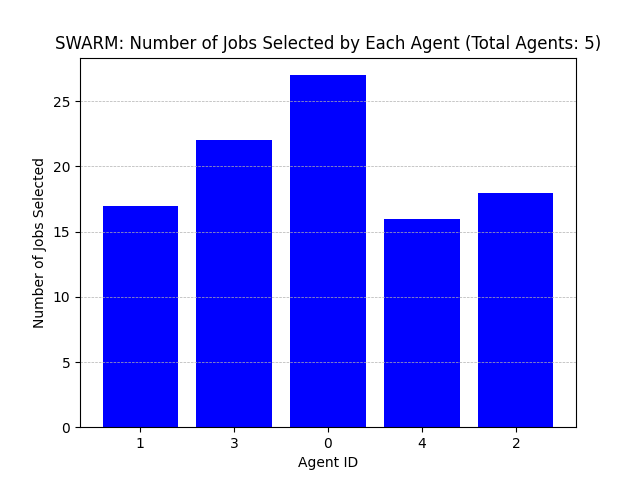 SWARM: Number of Jobs Selected by Each Agent (Total Agents: 5)
25
20
15
10
5
0
Number of Jobs Selected
1 3 0 4 2
Agent ID